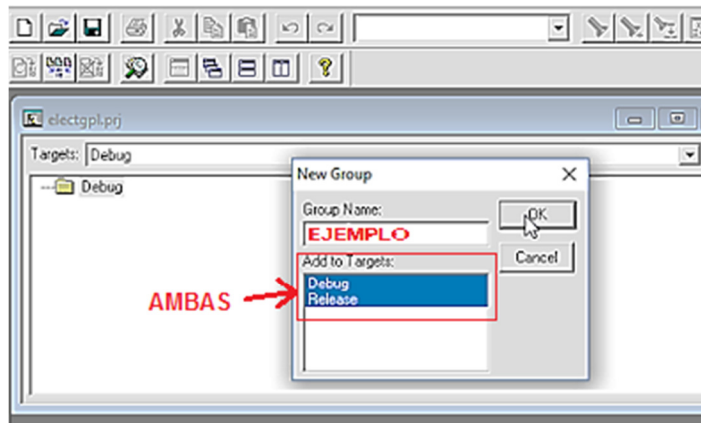 electgpl.prj
Targets: Debug
Debug
New Group
Group Name:
EJEMPLO
OK
Add to Targets:
Cancel
Debug
Release
AMBAS